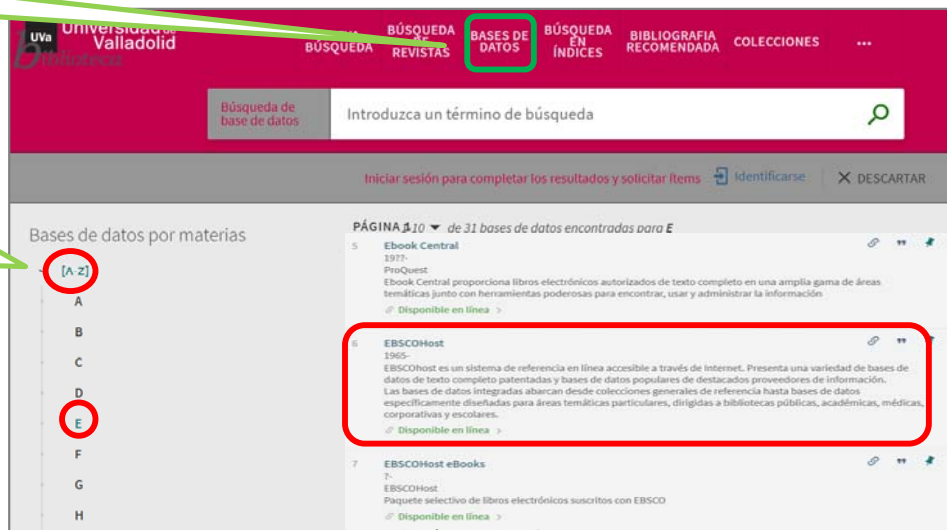 UVa
Universidad de
Valladolid
Biblioteca
BÚSQUEDA
BÚSQUEDA
REVISTAS
BASES DE
DATOS
BÚSQUEDA
EN
ÍNDICES
BIBLIOGRAFIA
RECOMENDADA
COLECCIONES
...
Búsqueda de
base de datos
Introduzca un término de búsqueda
Iniciar sesión para completar los resultados y solicitar ítems
Identificarse
DESCARTAR
Bases de datos por materias
[A-Z]
A
B
C
D
E
F
G
H
PÁGINA 10 de 31 bases de datos encontradas para E
5 Ebook Central
19??-
ProQuest
Ebook Central proporciona libros electrónicos autorizados de texto completo en una amplia gama de áreas
temáticas junto con herramientas poderosas para encontrar, usar y administrar la información
Disponible en línea >
6 EBSCOHost
1965-
EBSCOhost es un sistema de referencia en línea accesible a través de Internet. Presenta una variedad de bases de
datos de texto completo patentadas y bases de datos populares de destacados proveedores de información.
Las bases de datos integradas abarcan desde colecciones generales de referencia hasta bases de datos
específicamente diseñadas para áreas temáticas particulares, dirigidas a bibliotecas públicas, académicas, médicas,
corporativas y escolares.
Disponible en línea >
7 EBSCOHost eBooks
?-
EBSCOHost
Paquete selectivo de libros electrónicos suscritos con EBSCO
Disponible en línea >